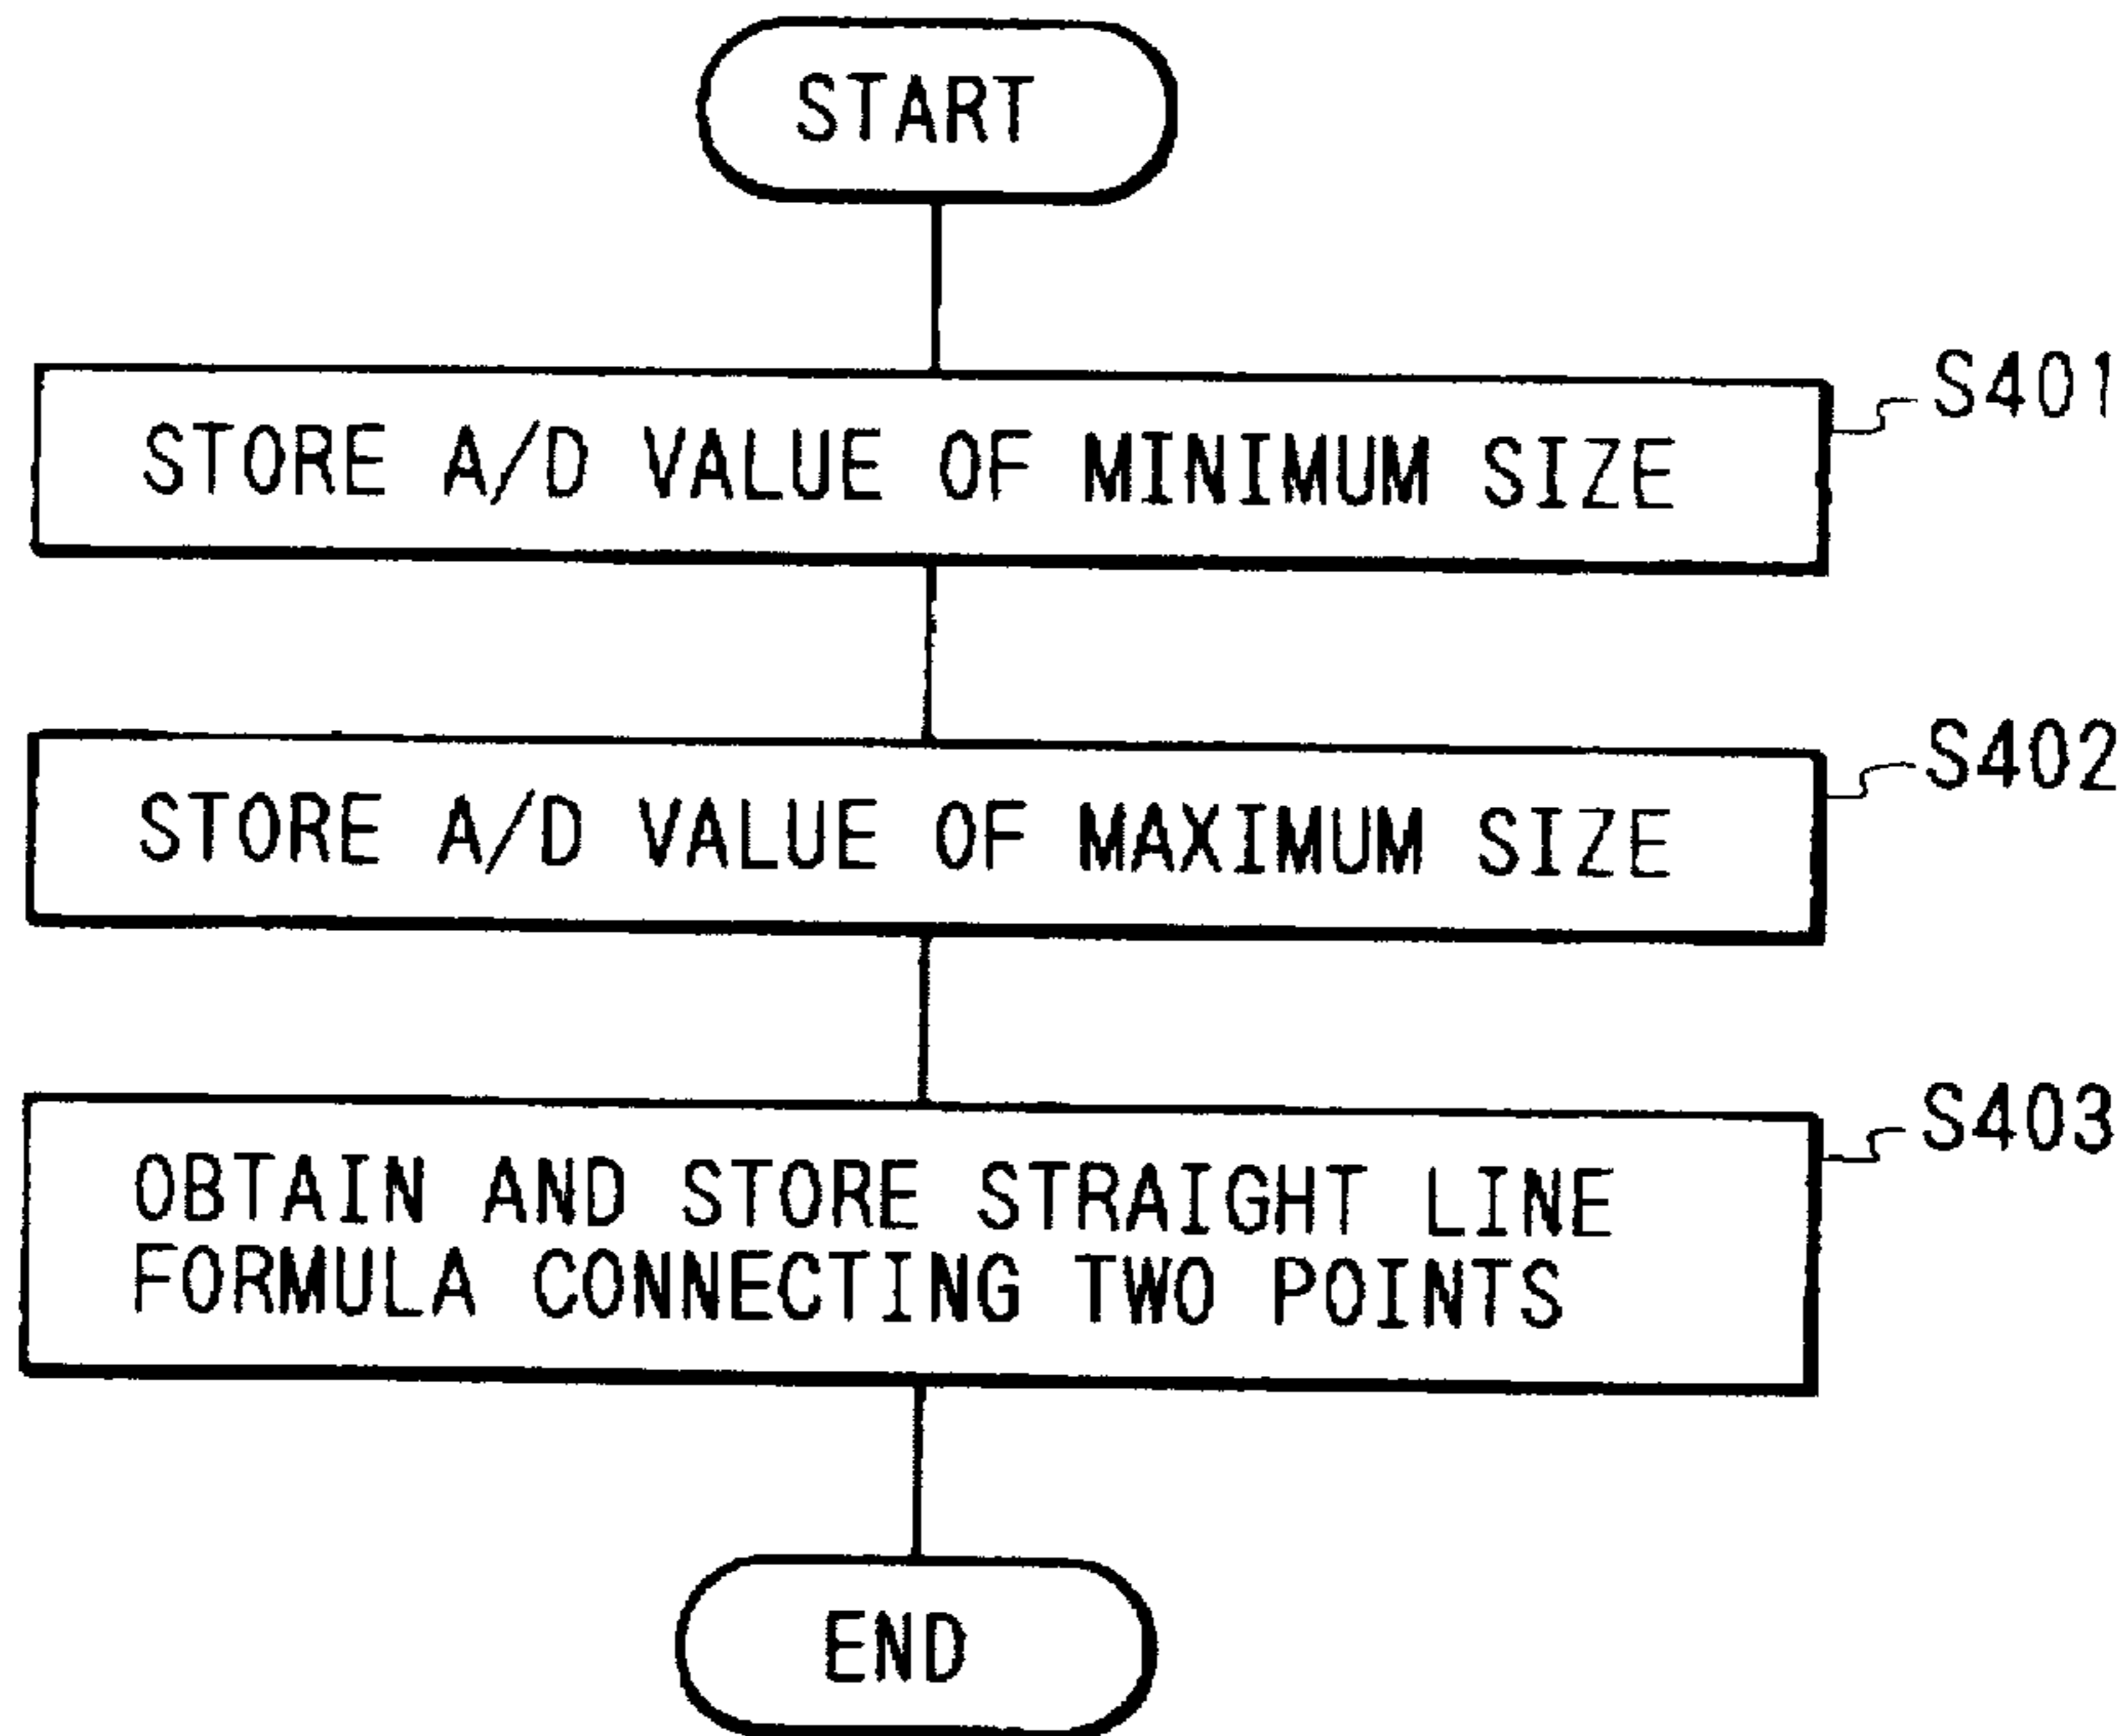 START
S401
STORE A/D VALUE OF MINIMUM SIZE
S402
STORE A/D VALUE OF MAXIMUM SIZE
S403
OBTAIN AND STORE STRAIGHT LINE
FORMULA CONNECTING TWO POINTS
END